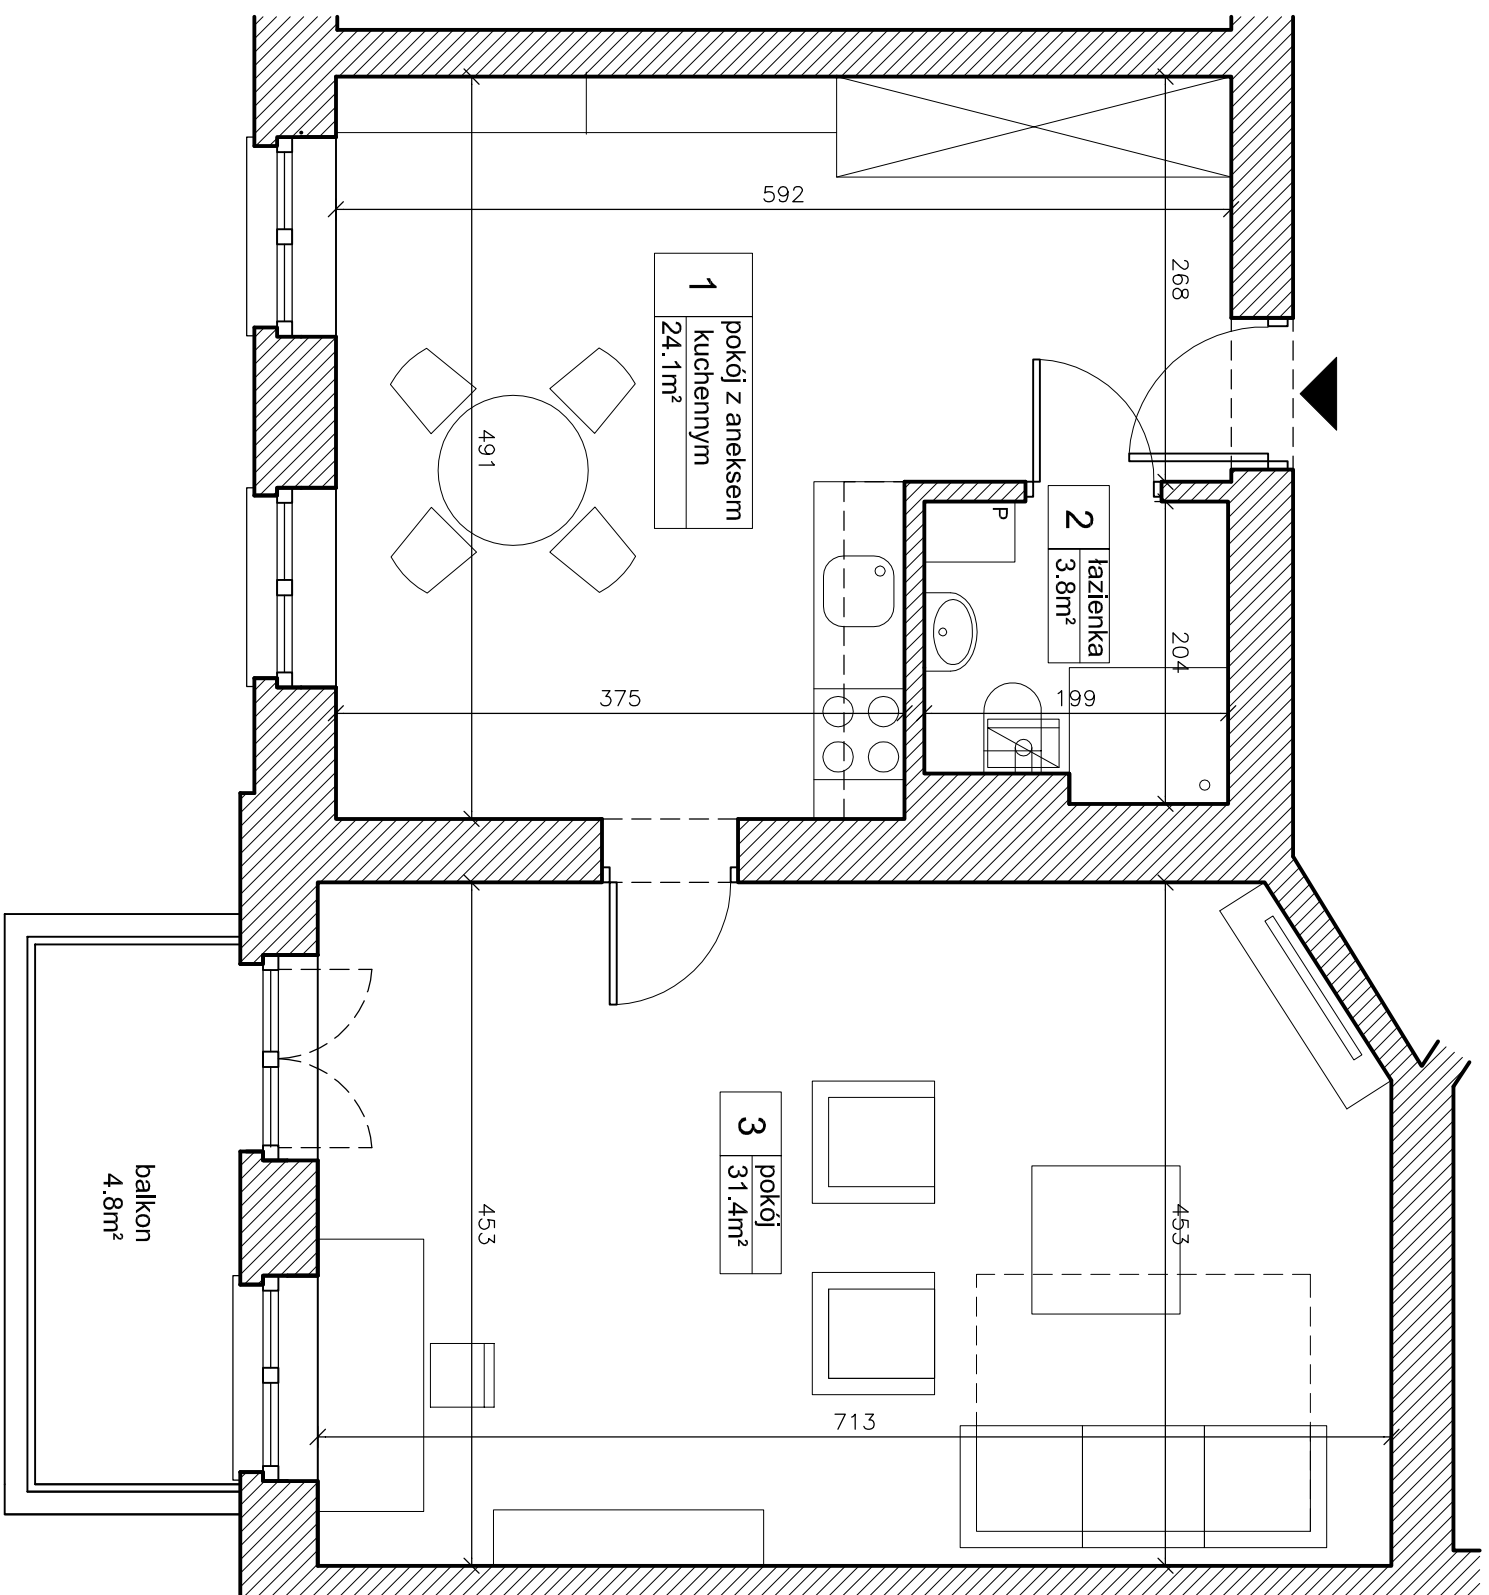 592
268
1
pokój z aneksem
kuchennym
24.1m²
491
P
2
łazienka
3.8m²
204
375
199
453
453
3
pokój
31.4m²
balkon
4.8m²
713